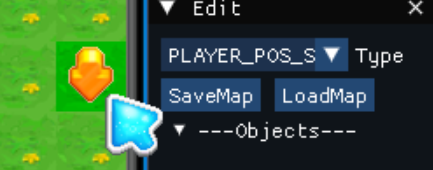 Edit
PLAYER_POS_S Type
SaveMap LoadMap
---Objects---